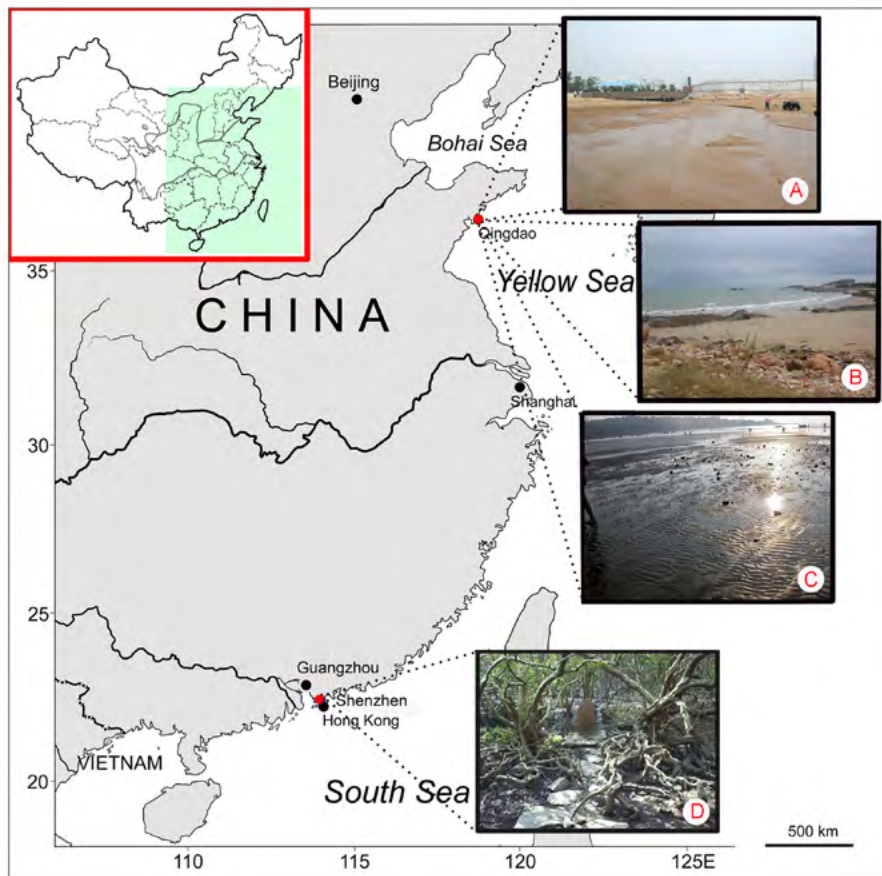 Beijing
Bohai Sea
A
Qingdao
35
Yellow Sea
CHINA
B
Shanghai
30
C
25
Guangzhou
Shenzhen
Hong Kong
VIETNAM
20
South Sea
D
500 km
110
115
120
125E